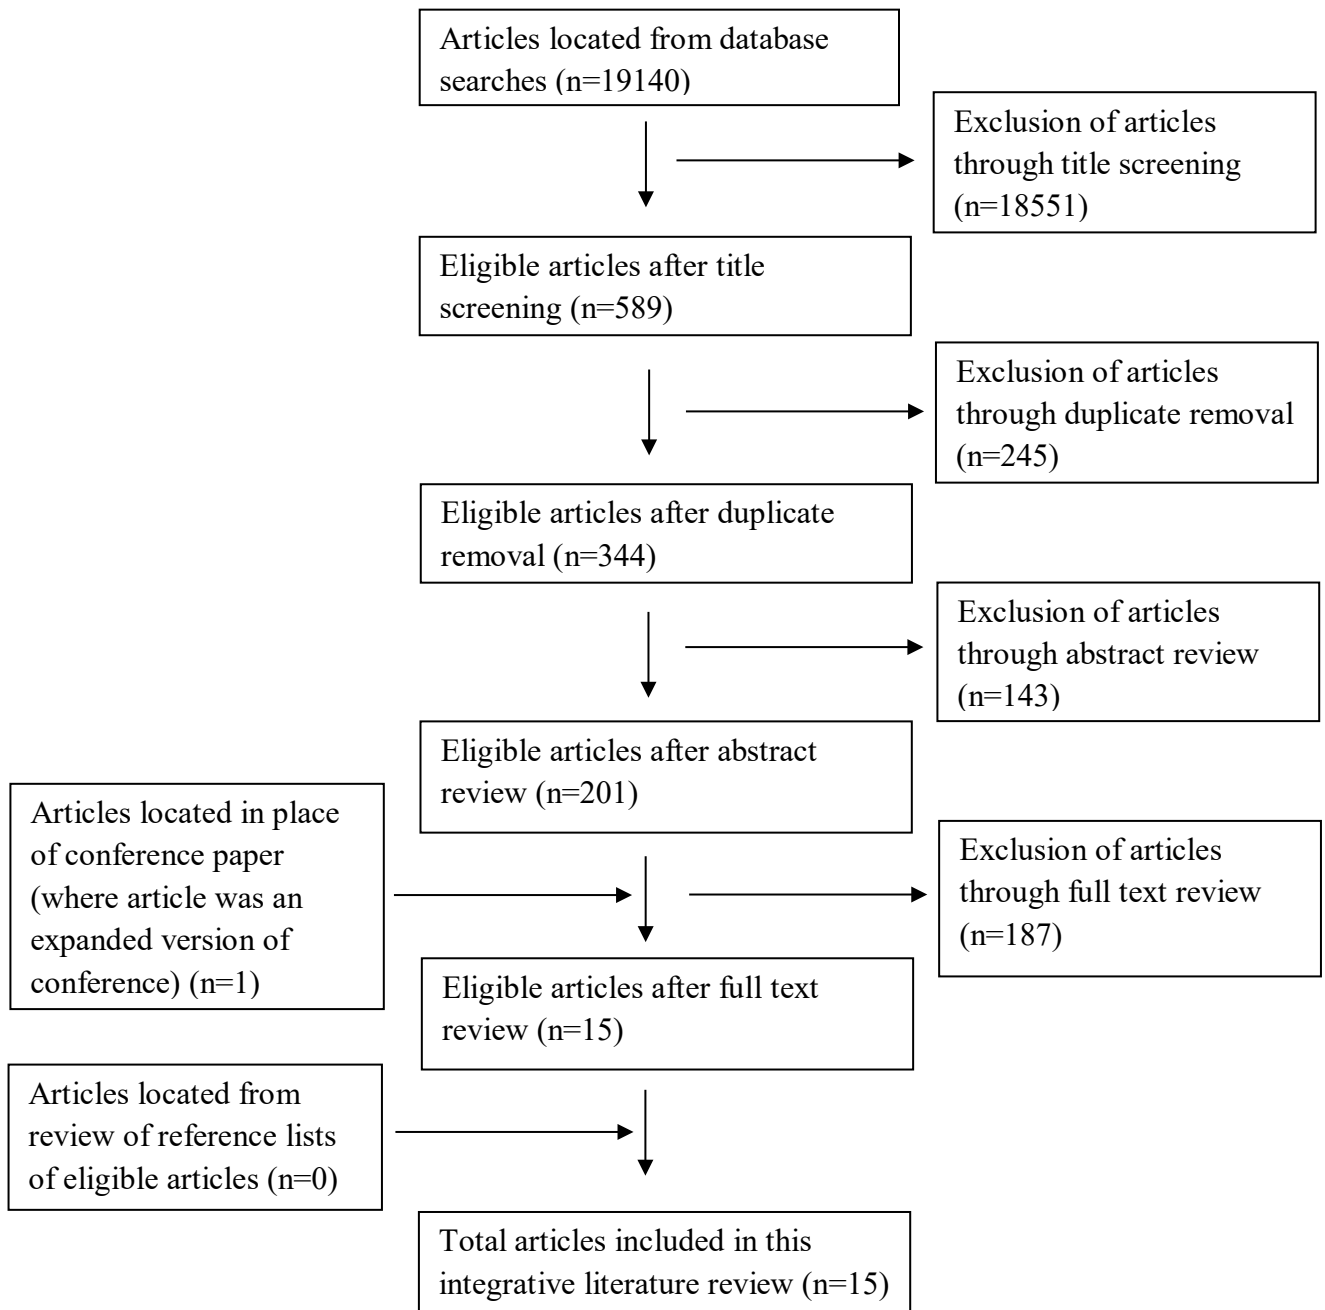 Articles located from database
searches (n=19140)
Exclusion of articles
through title screening
(n=18551)
Eligible articles after title
screening (n=589)
Exclusion of articles
through duplicate removal
(n=245)
Eligible articles after duplicate
removal (n=344)
Exclusion of articles
through abstract review
(n=143)
Eligible articles after abstract
review (n=201)
Articles located in place
of conference paper
(where article was an
expanded version of
conference) (n=1)
Exclusion of articles
through full text review
(n=187)
Eligible articles after full text
review (n=15)
Articles located from
review of reference lists
of eligible articles (n=0)
Total articles included in this
integrative literature review (n=15)